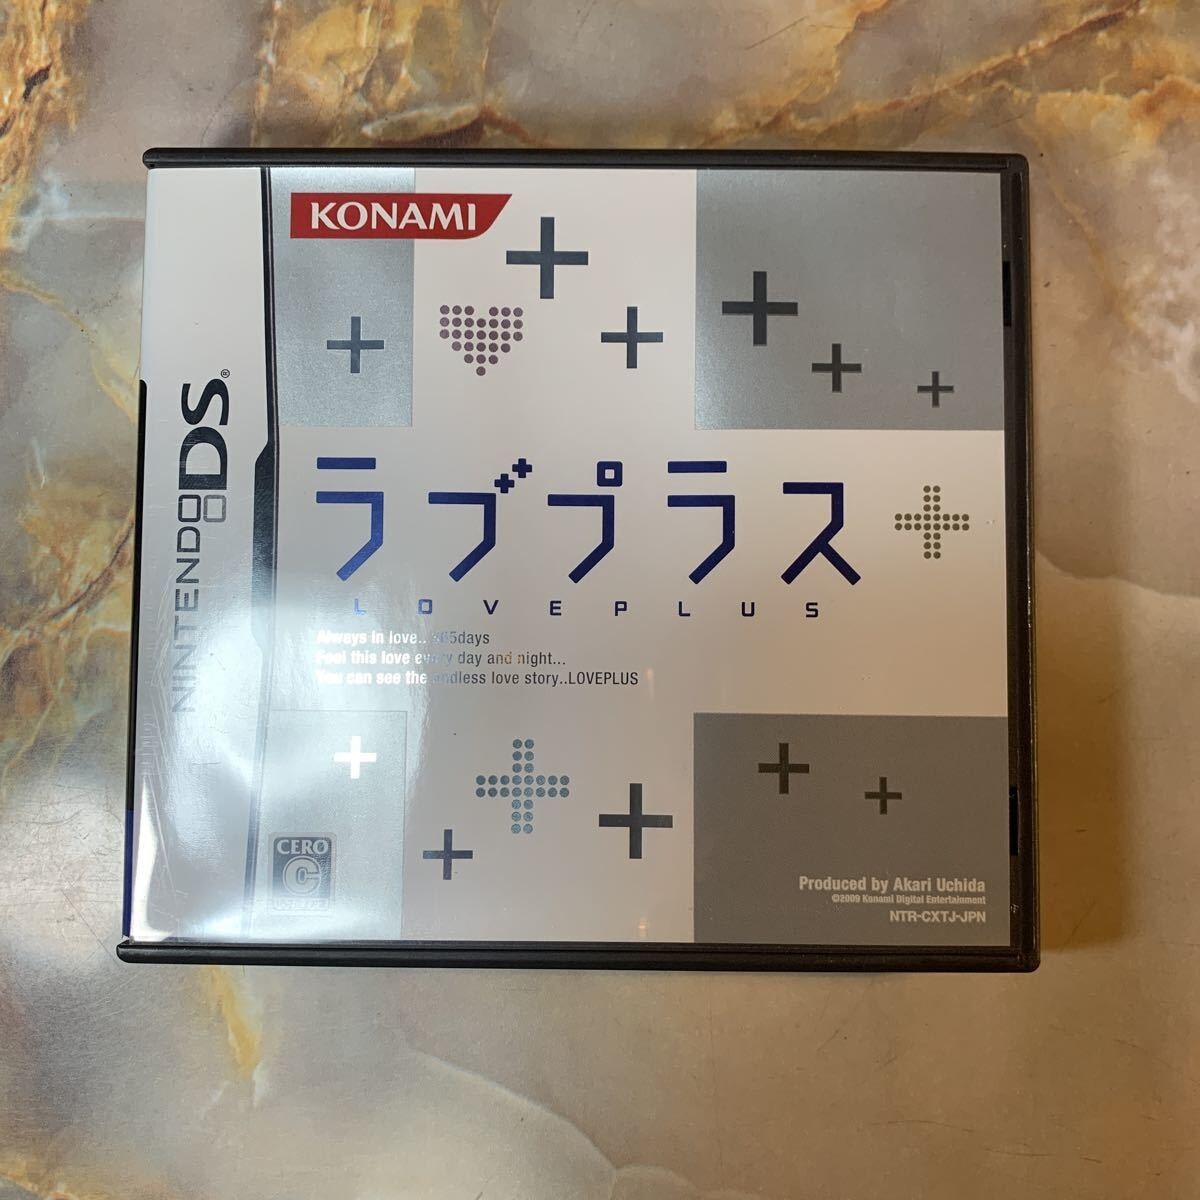 KONAMI
NINTENDO DS®
ラブプラス
LOVEPLUS
Always in love.. 365days
Feel this love every day and night...
You can see the endless love story..LOVEPLUS
CERO
C
Produced by Akari Uchida
©2009 Konami Digital Entertainment
NTR-CXTJ-JPN